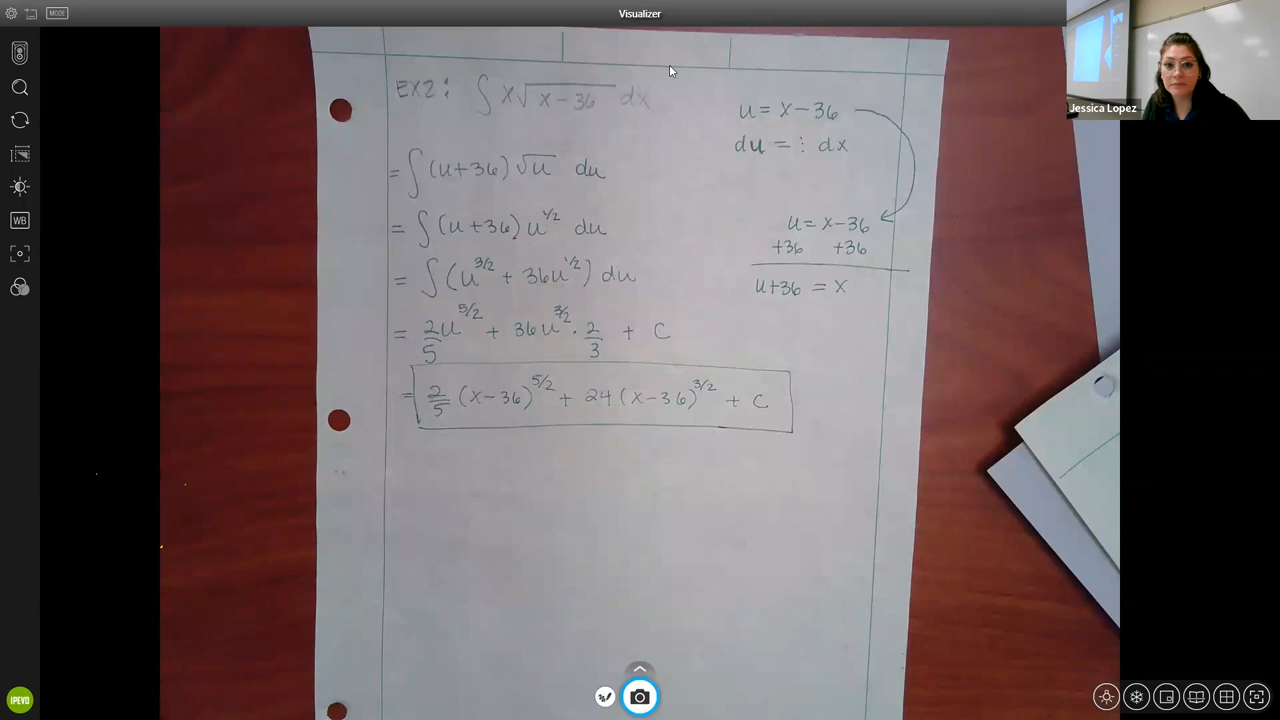 MODE
Visualizer
Jessica Lopez
WB
EX2: ∫ x√(x-36) dx
u = x-36
du = : dx
= ∫ (u+36) √u du
= ∫ (u+36) u^1/2 du
u = x-36
+36 +36
u+36 = x
= ∫ (u^3/2 + 36u^1/2) du
= 2/5 u^5/2 + 36u^3/2 · 2/3 + C
= 2/5 (x-36)^5/2 + 24 (x-36)^3/2 + C
IPEVO